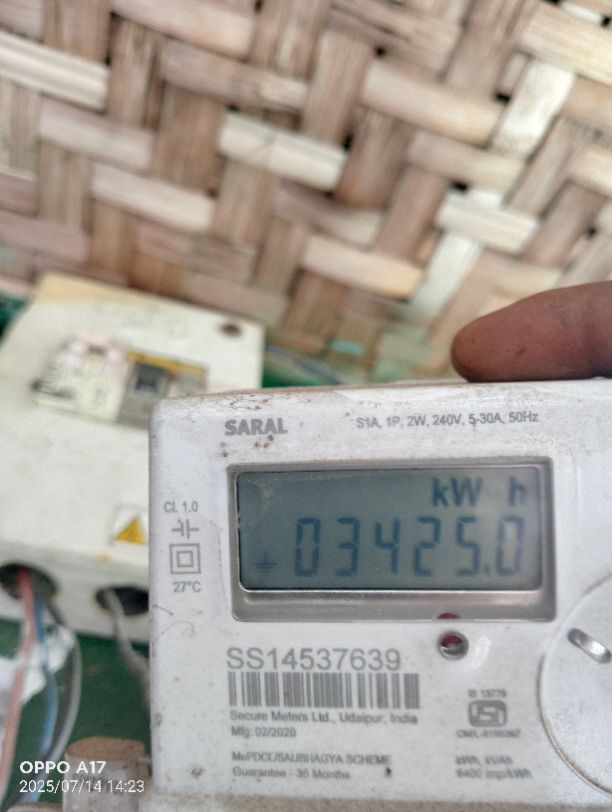 SARAL
S1A, 1P, 2W, 240V, 5-30A, 50Hz
kW h
03425.0
Cl. 1.0
27°C
SS14537639
Secure Meters Ltd., Udaipur, India
Mfg. 02/2020
MePDCL/SAUBHAGYA SCHEME
Guarantee - 36 Months
IS 13779
kWh, kVAh
6400 imp/kWh
OPPO A17
2025/07/14 14:23